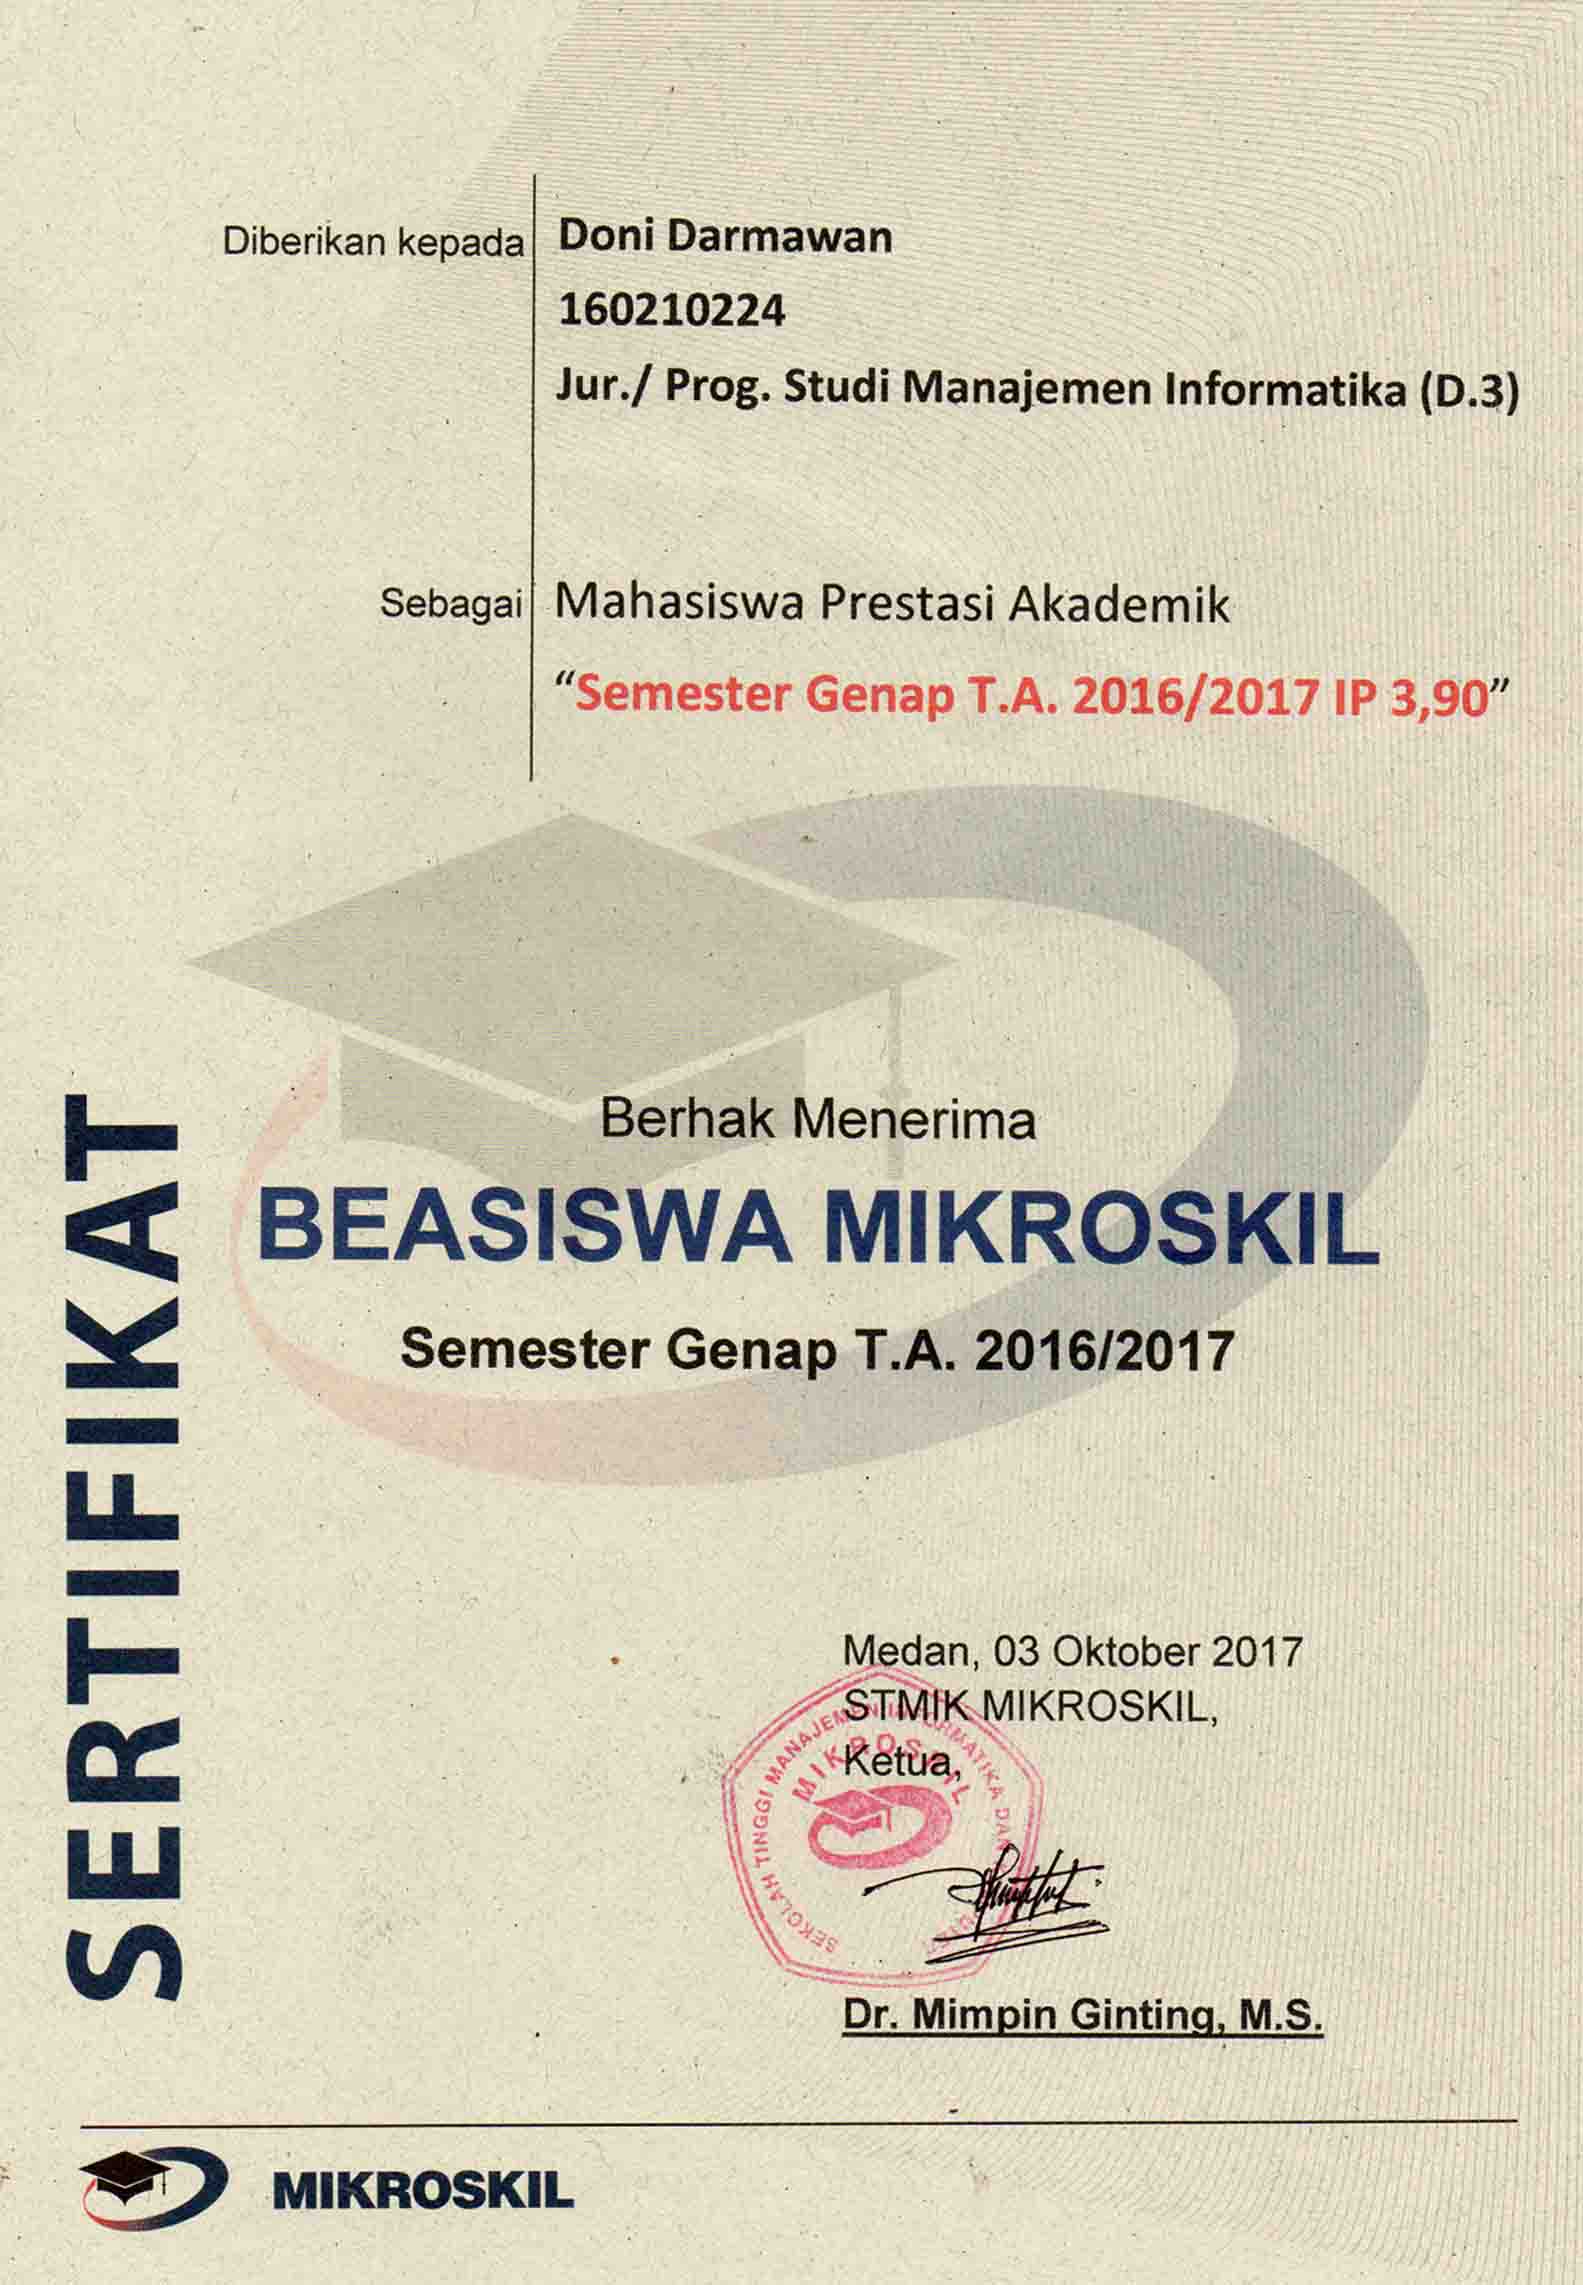 Diberikan kepada
Doni Darmawan
160210224
Jur./ Prog. Studi Manajemen Informatika (D.3)
Sebagai
Mahasiswa Prestasi Akademik
“Semester Genap T.A. 2016/2017 IP 3,90”
SERTIFIKAT
Berhak Menerima
BEASISWA MIKROSKIL
Semester Genap T.A. 2016/2017
Medan, 03 Oktober 2017
STMIK MIKROSKIL,
Ketua,
SEKOLAH TINGGI MANAJEMEN INFORMATIKA DAN
MIKROSKIL
Dr. Mimpin Ginting, M.S.
MIKROSKIL